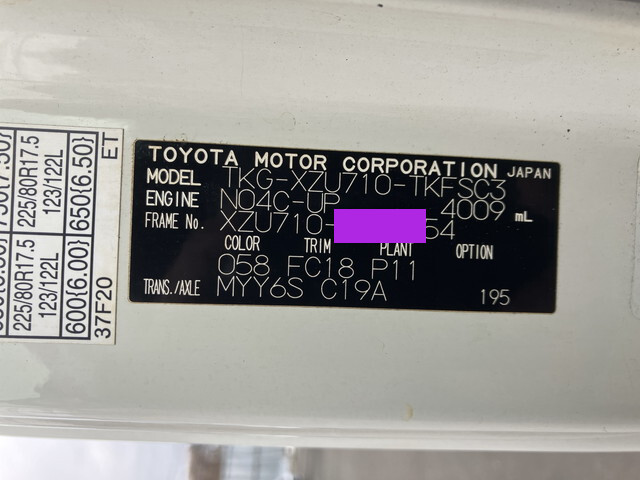 TOYOTA MOTOR CORPORATION JAPAN
MODEL TKG-XZU710-TKFSC3
ENGINE N04C-UP 4009 mL
FRAME No. XZU710- 54
COLOR TRIM PLANT OPTION
058 FC18 P11
TRANS./AXLE MYY6S C19A 195
225/80R17.5
123/122L
600{6.00}
225/80R17.5
123/122L
650{6.50}
37F20
ET